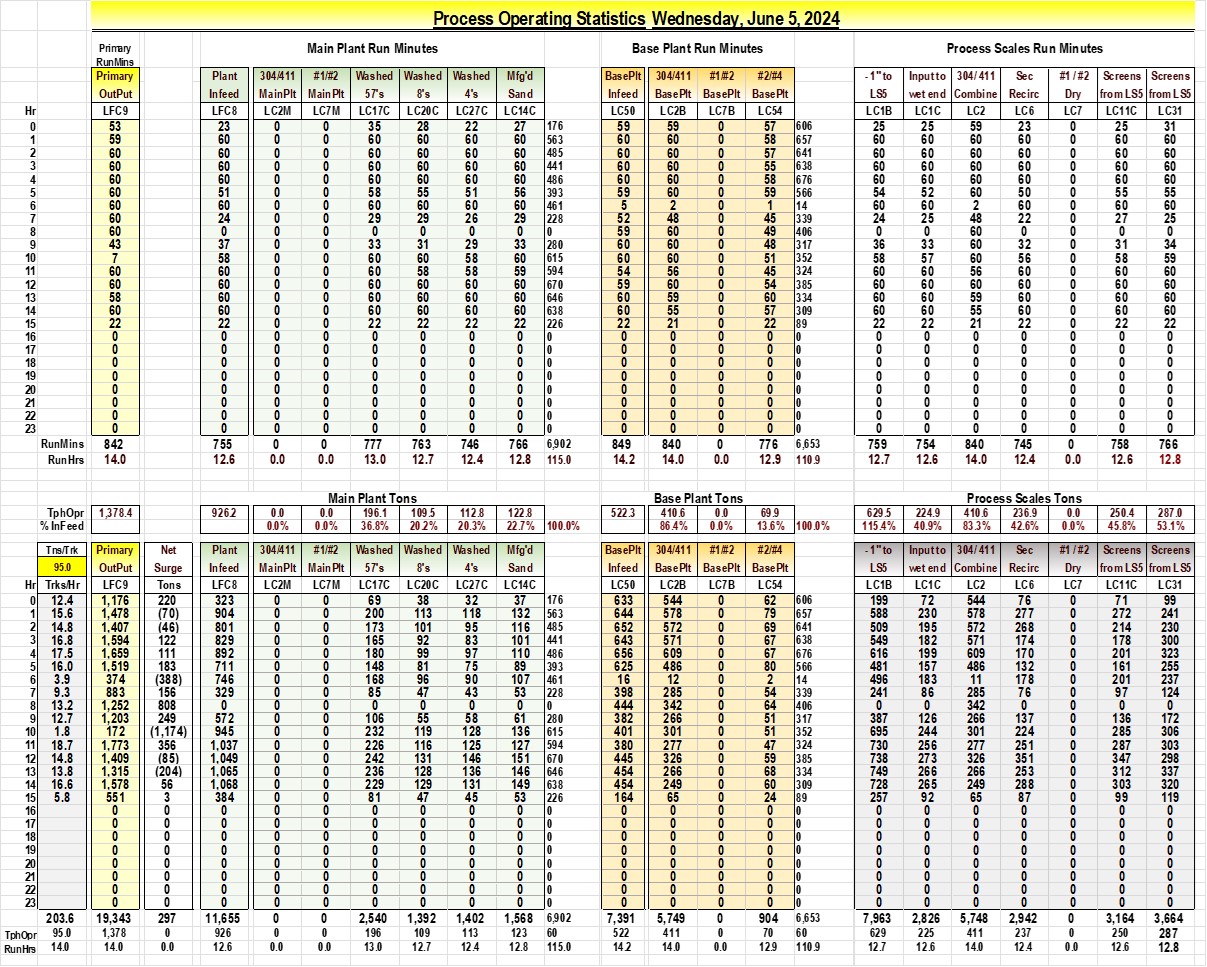 Process Operating Statistics Wednesday, June 5, 2024
Primary Main Plant Run Minutes Base Plant Run Minutes Process Scales Run Minutes
RunMins
Primary Plant 304/411 #1/#2 Washed Washed Washed Mfg'd BasePlt 304/411 #1/#2 #2/#4 -1" to Input to 304/411 Sec #1/#2 Screens Screens
OutPut Infeed MainPlt MainPlt 57's 8's 4's Sand Infeed BasePlt BasePlt BasePlt LS5 wet end Combine Recirc Dry from LS5 from LS5
Hr LFC9 LFC8 LC2M LC7M LC17C LC20C LC27C LC14C LC50 LC2B LC7B LC54 LC1B LC1C LC2 LC6 LC7 LC11C LC31
0 53 23 0 0 35 28 22 27 176 59 59 0 57 606 25 25 59 23 0 25 31
1 59 60 0 0 60 60 60 60 563 60 60 0 58 657 60 60 60 60 0 60 60
2 60 60 0 0 60 60 60 60 485 60 60 0 57 641 60 60 60 60 0 60 60
3 60 60 0 0 60 60 60 60 441 60 60 0 55 638 60 60 60 60 0 60 60
4 60 60 0 0 60 60 60 60 486 60 60 0 58 676 60 60 60 60 0 60 60
5 60 51 0 0 58 55 51 56 393 59 60 0 59 566 54 52 60 50 0 55 55
6 60 60 0 0 60 60 60 60 461 5 2 0 1 14 60 60 2 60 0 60 60
7 60 24 0 0 29 29 26 29 228 52 48 0 45 339 24 25 48 22 0 27 25
8 60 0 0 0 0 0 0 0 0 59 60 0 49 406 0 0 60 0 0 0 0
9 43 37 0 0 33 31 29 33 280 60 60 0 48 317 36 33 60 32 0 31 34
10 7 58 0 0 60 60 58 60 615 60 60 0 51 352 58 57 60 56 0 58 59
11 60 60 0 0 60 58 58 59 594 54 56 0 45 324 60 60 56 60 0 60 60
12 60 60 0 0 60 60 60 60 670 59 60 0 54 385 60 60 60 60 0 60 60
13 58 60 0 0 60 60 60 60 646 60 59 0 60 334 60 60 59 60 0 60 60
14 60 60 0 0 60 60 60 60 638 60 55 0 57 309 60 60 55 60 0 60 60
15 22 22 0 0 22 22 22 22 226 22 21 0 22 89 22 22 21 22 0 22 22
16 0 0 0 0 0 0 0 0 0 0 0 0 0 0 0 0 0 0 0 0 0
17 0 0 0 0 0 0 0 0 0 0 0 0 0 0 0 0 0 0 0 0 0
18 0 0 0 0 0 0 0 0 0 0 0 0 0 0 0 0 0 0 0 0 0
19 0 0 0 0 0 0 0 0 0 0 0 0 0 0 0 0 0 0 0 0 0
20 0 0 0 0 0 0 0 0 0 0 0 0 0 0 0 0 0 0 0 0 0
21 0 0 0 0 0 0 0 0 0 0 0 0 0 0 0 0 0 0 0 0 0
22 0 0 0 0 0 0 0 0 0 0 0 0 0 0 0 0 0 0 0 0 0
23 0 0 0 0 0 0 0 0 0 0 0 0 0 0 0 0 0 0 0 0 0
RunMins 842 755 0 0 777 763 746 766 6,902 849 840 0 776 6,653 759 754 840 745 0 758 766
RunHrs 14.0 12.6 0.0 0.0 13.0 12.7 12.4 12.8 115.0 14.2 14.0 0.0 12.9 110.9 12.7 12.6 14.0 12.4 0.0 12.6 12.8
Main Plant Tons Base Plant Tons Process Scales Tons
TphOpr 1,378.4 926.2 0.0 0.0 196.1 109.5 112.8 122.8 522.3 410.6 0.0 69.9 629.5 224.9 410.6 236.9 0.0 250.4 287.0
% InFeed 0.0% 0.0% 36.8% 20.2% 20.3% 22.7% 100.0% 86.4% 0.0% 13.6% 100.0% 115.4% 40.9% 83.3% 42.6% 0.0% 45.8% 53.1%
Tns/Trk Primary Net Plant 304/411 #1/#2 Washed Washed Washed Mfg'd BasePlt 304/411 #1/#2 #2/#4 -1" to Input to 304/411 Sec #1/#2 Screens Screens
95.0 OutPut Surge Infeed MainPlt MainPlt 57's 8's 4's Sand Infeed BasePlt BasePlt BasePlt LS5 wet end Combine Recirc Dry from LS5 from LS5
Hr Trks/Hr LFC9 Tons LFC8 LC2M LC7M LC17C LC20C LC27C LC14C LC50 LC2B LC7B LC54 LC1B LC1C LC2 LC6 LC7 LC11C LC31
0 12.4 1,176 220 323 0 0 69 38 32 37 176 633 544 0 62 606 199 72 544 76 0 71 99
1 15.6 1,478 (70) 904 0 0 200 113 118 132 563 644 578 0 79 657 588 230 578 277 0 272 241
2 14.8 1,407 (46) 801 0 0 173 101 95 116 485 652 572 0 69 641 509 195 572 268 0 214 230
3 16.8 1,594 122 829 0 0 165 92 83 101 441 643 571 0 67 638 549 182 571 174 0 178 300
4 17.5 1,659 111 892 0 0 180 99 97 110 486 656 609 0 67 676 616 199 609 170 0 201 323
5 16.0 1,519 183 711 0 0 148 81 75 89 393 625 486 0 80 566 481 157 486 132 0 161 255
6 3.9 374 (388) 746 0 0 168 96 90 107 461 16 12 0 2 14 496 183 11 178 0 201 237
7 9.3 883 156 329 0 0 85 47 43 53 228 398 285 0 54 339 241 86 285 76 0 97 124
8 13.2 1,252 808 0 0 0 0 0 0 0 0 444 342 0 64 406 0 0 342 0 0 0 0
9 12.7 1,203 249 572 0 0 106 55 58 61 280 382 266 0 51 317 387 126 266 137 0 136 172
10 1.8 172 (1,174) 945 0 0 232 119 128 136 615 401 301 0 51 352 695 244 301 224 0 285 306
11 18.7 1,773 356 1,037 0 0 226 116 125 127 594 380 277 0 47 324 730 256 277 251 0 287 303
12 14.8 1,409 (85) 1,049 0 0 242 131 146 151 670 445 326 0 59 385 738 273 326 351 0 347 298
13 13.8 1,315 (204) 1,065 0 0 236 128 136 146 646 454 266 0 68 334 749 266 266 253 0 312 337
14 16.6 1,578 56 1,068 0 0 229 129 131 149 638 454 249 0 60 309 728 265 249 288 0 303 320
15 5.8 551 3 384 0 0 81 47 45 53 226 164 65 0 24 89 257 92 65 87 0 99 119
16 0 0 0 0 0 0 0 0 0 0 0 0 0 0 0 0 0 0 0 0 0 0
17 0 0 0 0 0 0 0 0 0 0 0 0 0 0 0 0 0 0 0 0 0 0
18 0 0 0 0 0 0 0 0 0 0 0 0 0 0 0 0 0 0 0 0 0 0
19 0 0 0 0 0 0 0 0 0 0 0 0 0 0 0 0 0 0 0 0 0 0
20 0 0 0 0 0 0 0 0 0 0 0 0 0 0 0 0 0 0 0 0 0 0
21 0 0 0 0 0 0 0 0 0 0 0 0 0 0 0 0 0 0 0 0 0 0
22 0 0 0 0 0 0 0 0 0 0 0 0 0 0 0 0 0 0 0 0 0 0
23 0 0 0 0 0 0 0 0 0 0 0 0 0 0 0 0 0 0 0 0 0 0
203.6 19,343 297 11,655 0 0 2,540 1,392 1,402 1,568 6,902 7,391 5,749 0 904 6,653 7,963 2,826 5,748 2,942 0 3,164 3,664
TphOpr 95.0 1,378 0 926 0 0 196 109 113 123 60 522 411 0 70 60 629 225 411 237 0 250 287
RunHrs 14.0 14.0 0.0 12.6 0.0 0.0 13.0 12.7 12.4 12.8 115.0 14.2 14.0 0.0 12.9 110.9 12.7 12.6 14.0 12.4 0.0 12.6 12.8